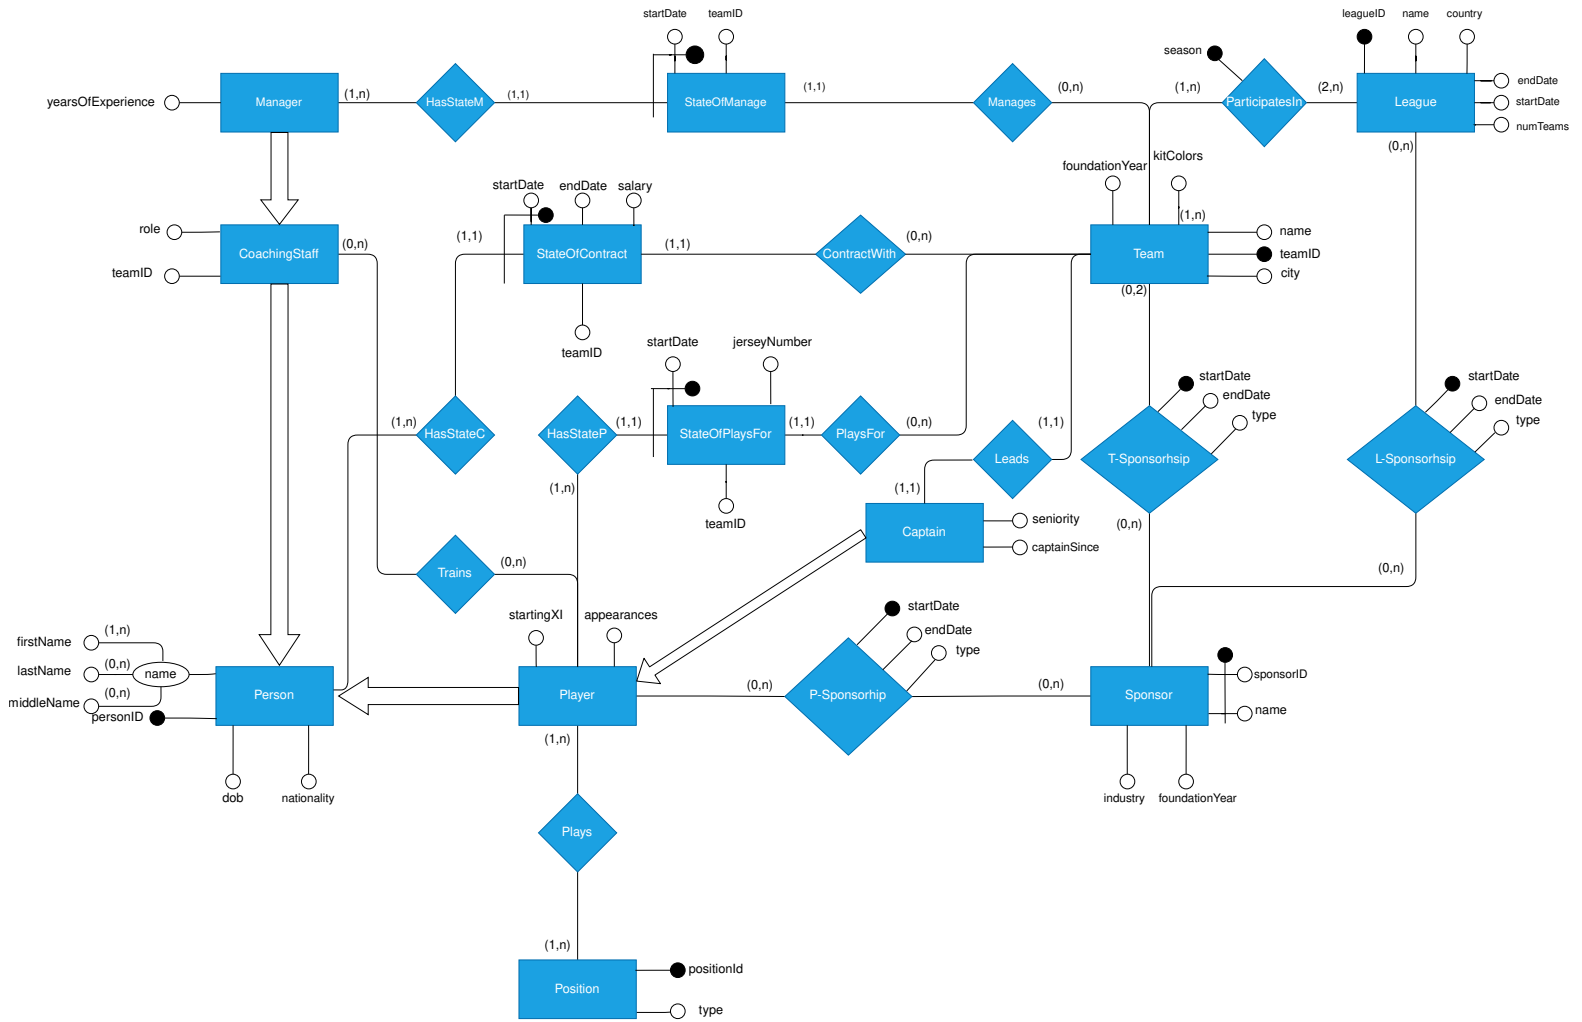 startDate
teamID
leagueID
name
country
season
yearsOfExperience
Manager
(1,n)
HasStateM
(1,1)
StateOfManage
(1,1)
Manages
(0,n)
(1,n)
ParticipatesIn
(2,n)
League
endDate
startDate
numTeams
(0,n)
foundationYear
kitColors
startDate
endDate
salary
(1,n)
role
CoachingStaff
(0,n)
teamID
(1,1)
StateOfContract
(1,1)
ContractWith
(0,n)
Team
name
teamID
city
(0,2)
teamID
startDate
jerseyNumber
startDate
endDate
type
startDate
endDate
type
(1,n)
HasStateC
HasStateP
(1,1)
StateOfPlaysFor
(1,1)
PlaysFor
(0,n)
(1,1)
Leads
T-Sponsorhsip
L-Sponsorhsip
(1,n)
(1,1)
teamID
Captain
seniority
captainSince
(0,n)
Trains
(0,n)
(0,n)
startingXI
appearances
startDate
endDate
type
firstName
(1,n)
lastName
(0,n)
name
middleName
(0,n)
personID
Person
Player
(0,n)
P-Sponsorhip
(0,n)
Sponsor
sponsorID
name
dob
nationality
(1,n)
industry
foundationYear
Plays
(1,n)
Position
positionId
type